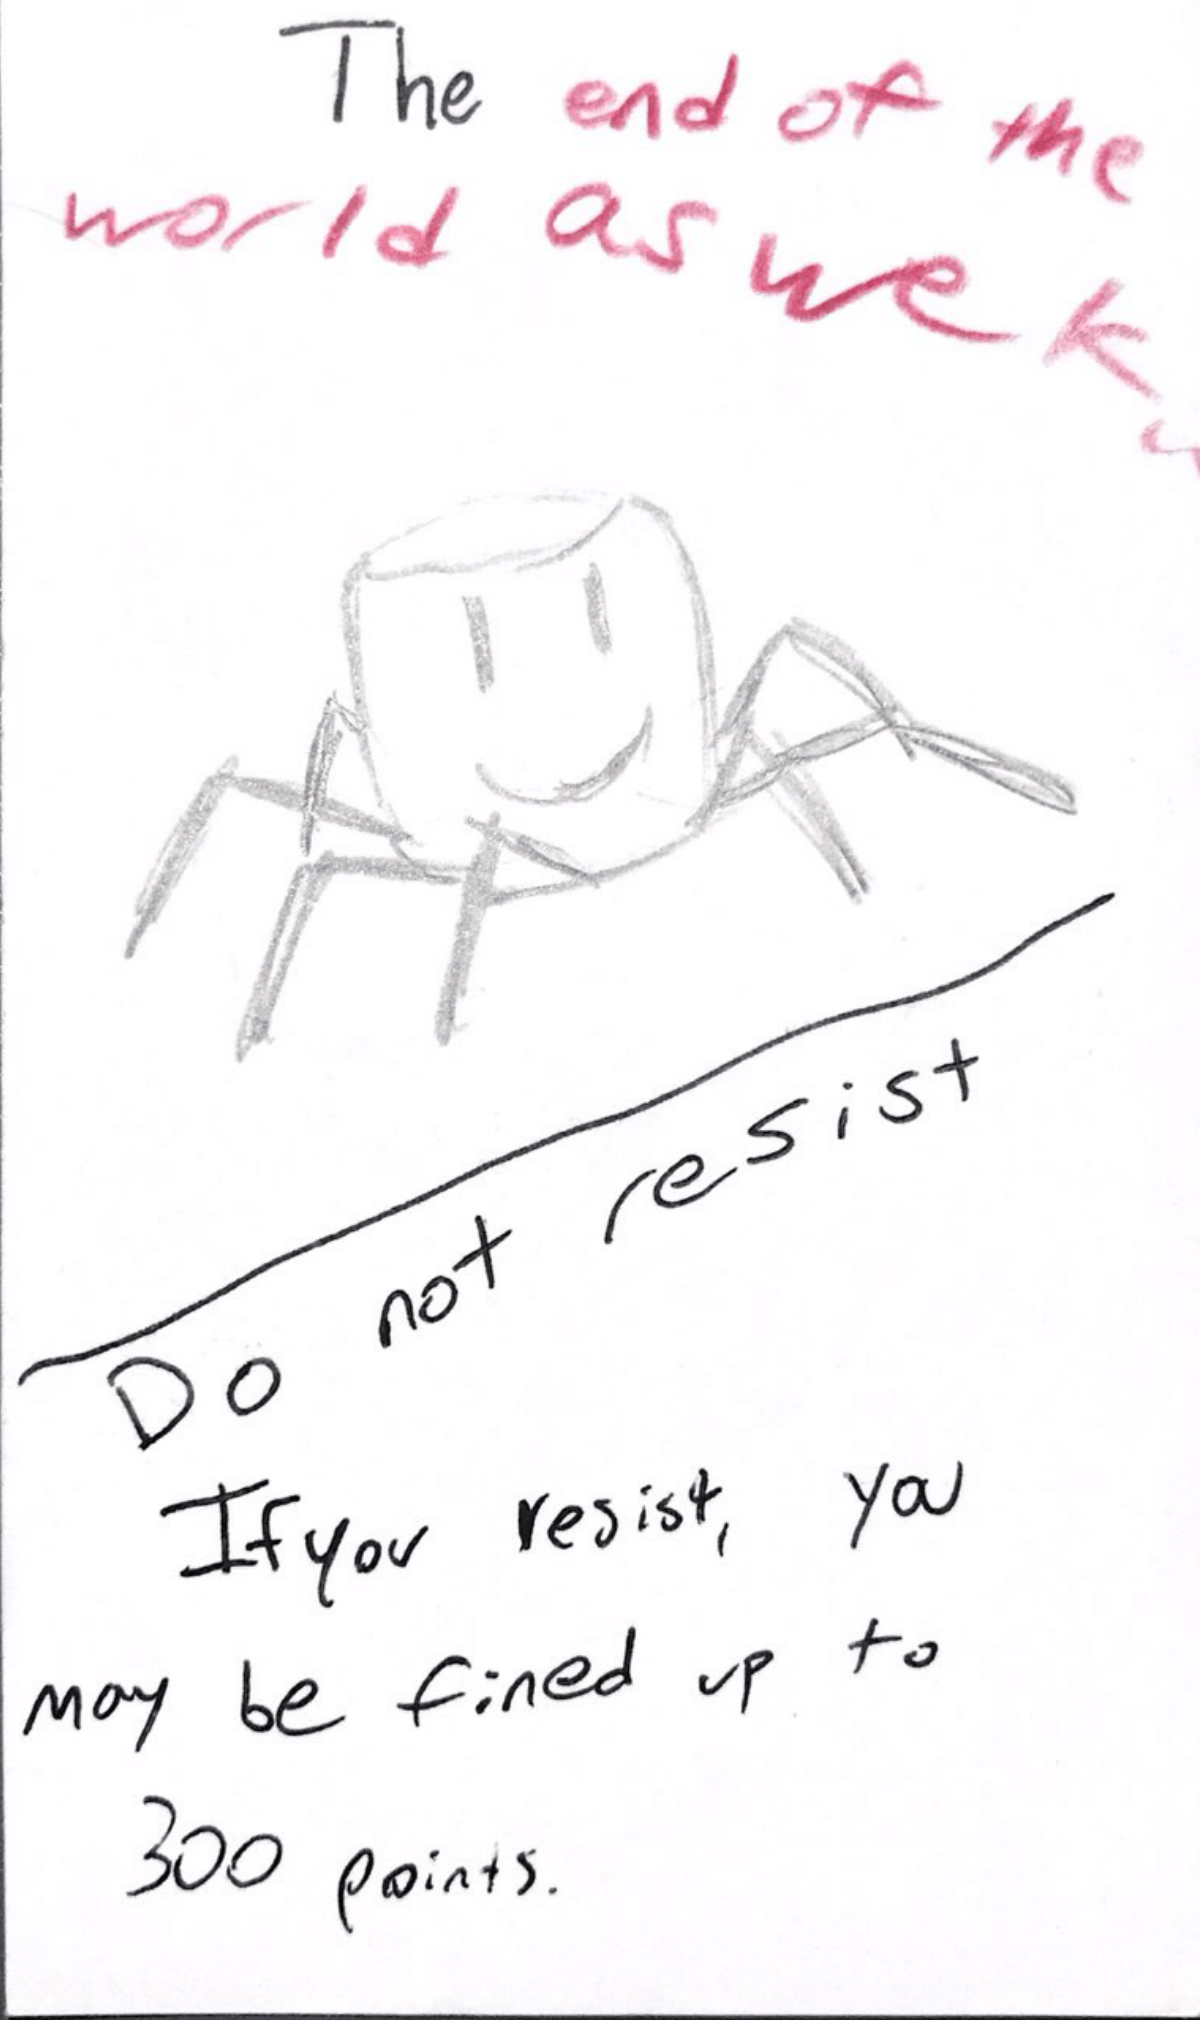 The end of the
world as we k
Do not resist
If you resist, you
may be fined up to
300 points.